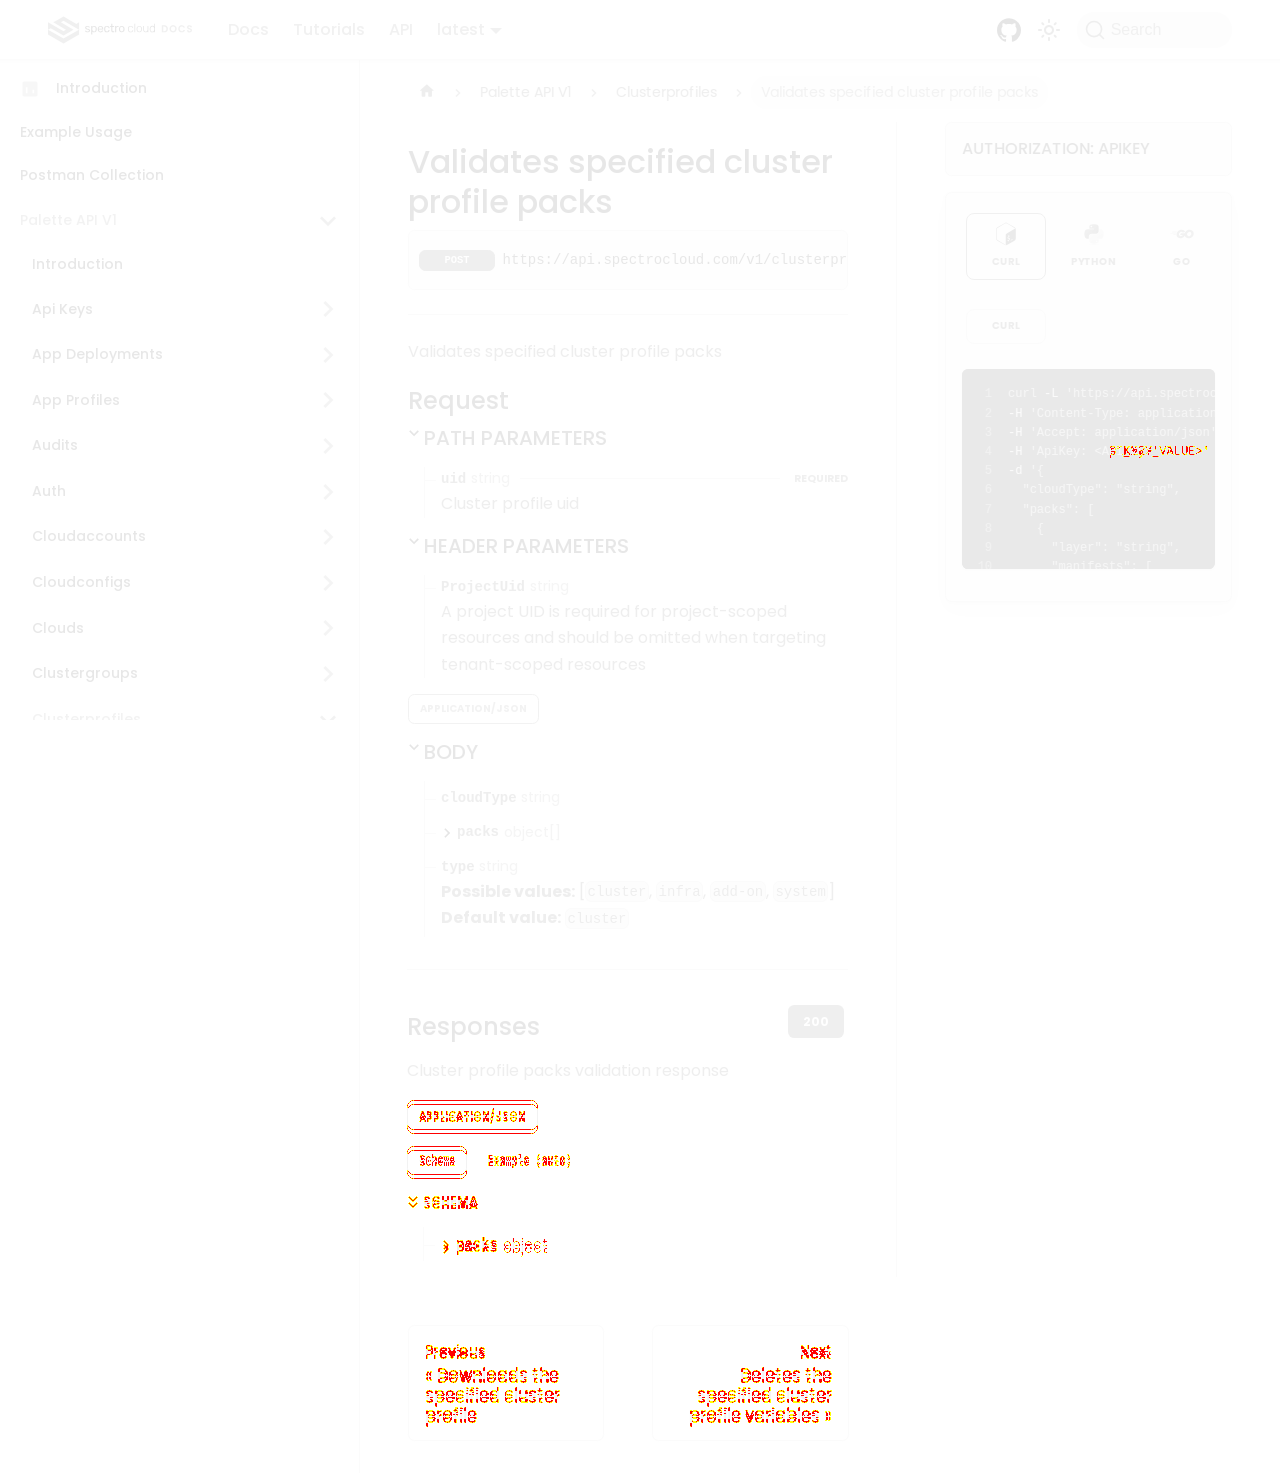 spectro cloud DOCS
Docs Tutorials API latest
Search
Introduction
Example Usage
Postman Collection
Palette API V1
Introduction
Api Keys
App Deployments
App Profiles
Audits
Auth
Cloudaccounts
Cloudconfigs
Clouds
Clustergroups
Clusterprofiles
Palette API V1 Clusterprofiles Validates specified cluster profile packs
Validates specified cluster
profile packs
POST https://api.spectrocloud.com/v1/clusterpr
Validates specified cluster profile packs
Request
PATH PARAMETERS
uid string REQUIRED
Cluster profile uid
HEADER PARAMETERS
ProjectUid string
A project UID is required for project-scoped
resources and should be omitted when targeting
tenant-scoped resources
APPLICATION/JSON
BODY
cloudType string
packs object[]
type string
Possible values: [cluster, infra, add-on, system]
Default value: cluster
Responses
200
Cluster profile packs validation response
APPLICATION/JSON
Schema Example (auto)
SCHEMA
packs object
Previous
« Downloads the
specified cluster
profile
Next
Deletes the
specified cluster
profile variables »
AUTHORIZATION: APIKEY
CURL PYTHON GO
CURL
1 curl -L 'https://api.spectroc
2 -H 'Content-Type: application
3 -H 'Accept: application/json'
4 -H 'ApiKey:
5 -d '{
6 "cloudType": "string",
7 "packs": [
8 {
9 "layer": "string",
10 "manifests": [